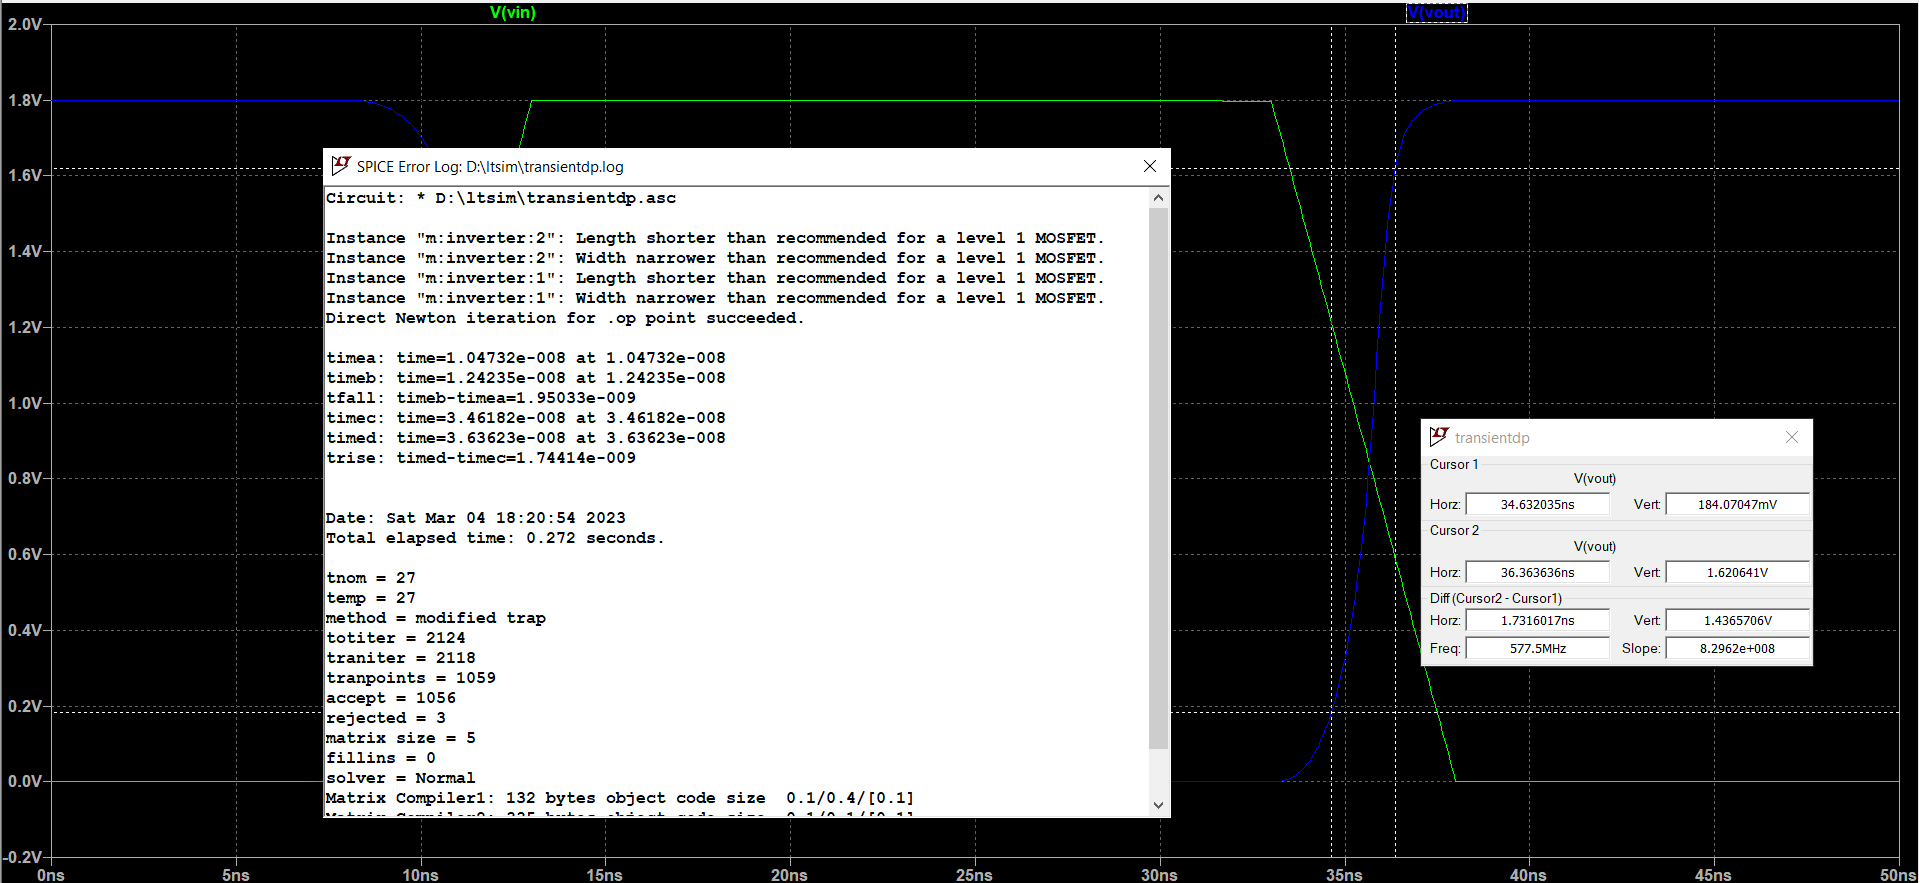 V(vin)
V(vout)
2.0V
1.8V
1.6V
1.4V
1.2V
1.0V
0.8V
0.6V
0.4V
0.2V
0.0V
-0.2V
0ns
5ns
10ns
15ns
20ns
25ns
30ns
35ns
40ns
45ns
50ns
SPICE Error Log: D:\ltsim\transientdp.log
Circuit: * D:\ltsim\transientdp.asc
Instance "m:inverter:2": Length shorter than recommended for a level 1 MOSFET.
Instance "m:inverter:2": Width narrower than recommended for a level 1 MOSFET.
Instance "m:inverter:1": Length shorter than recommended for a level 1 MOSFET.
Instance "m:inverter:1": Width narrower than recommended for a level 1 MOSFET.
Direct Newton iteration for .op point succeeded.
timea: time=1.04732e-008 at 1.04732e-008
timeb: time=1.24235e-008 at 1.24235e-008
tfall: timeb-timea=1.95033e-009
timec: time=3.46182e-008 at 3.46182e-008
timed: time=3.63623e-008 at 3.63623e-008
trise: timed-timec=1.74414e-009
Date: Sat Mar 04 18:20:54 2023
Total elapsed time: 0.272 seconds.
tnom = 27
temp = 27
method = modified trap
totiter = 2124
traniter = 2118
tranpoints = 1059
accept = 1056
rejected = 3
matrix size = 5
fillins = 0
solver = Normal
Matrix Compiler1: 132 bytes object code size  0.1/0.4/[0.1]
transientdp
Cursor 1
V(vout)
Horz: 34.632035ns Vert: 184.07047mV
Cursor 2
V(vout)
Horz: 36.363636ns Vert: 1.620641V
Diff (Cursor2 - Cursor1)
Horz: 1.7316017ns Vert: 1.4365706V
Freq: 577.5MHz Slope: 8.2962e+008